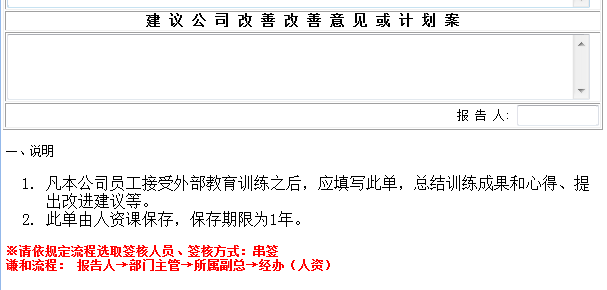 建 议 公 司 改 善 改 善 意 见 或 计 划 案
报 告 人:
一、说明
1. 凡本公司员工接受外部教育训练之后，应填写此单，总结训练成果和心得、提
出改进建议等。
2. 此单由人资课保存，保存期限为1年。
※请依规定流程选取签核人员、签核方式：串签
谦和流程： 报告人→部门主管→所属副总→经办（人资）